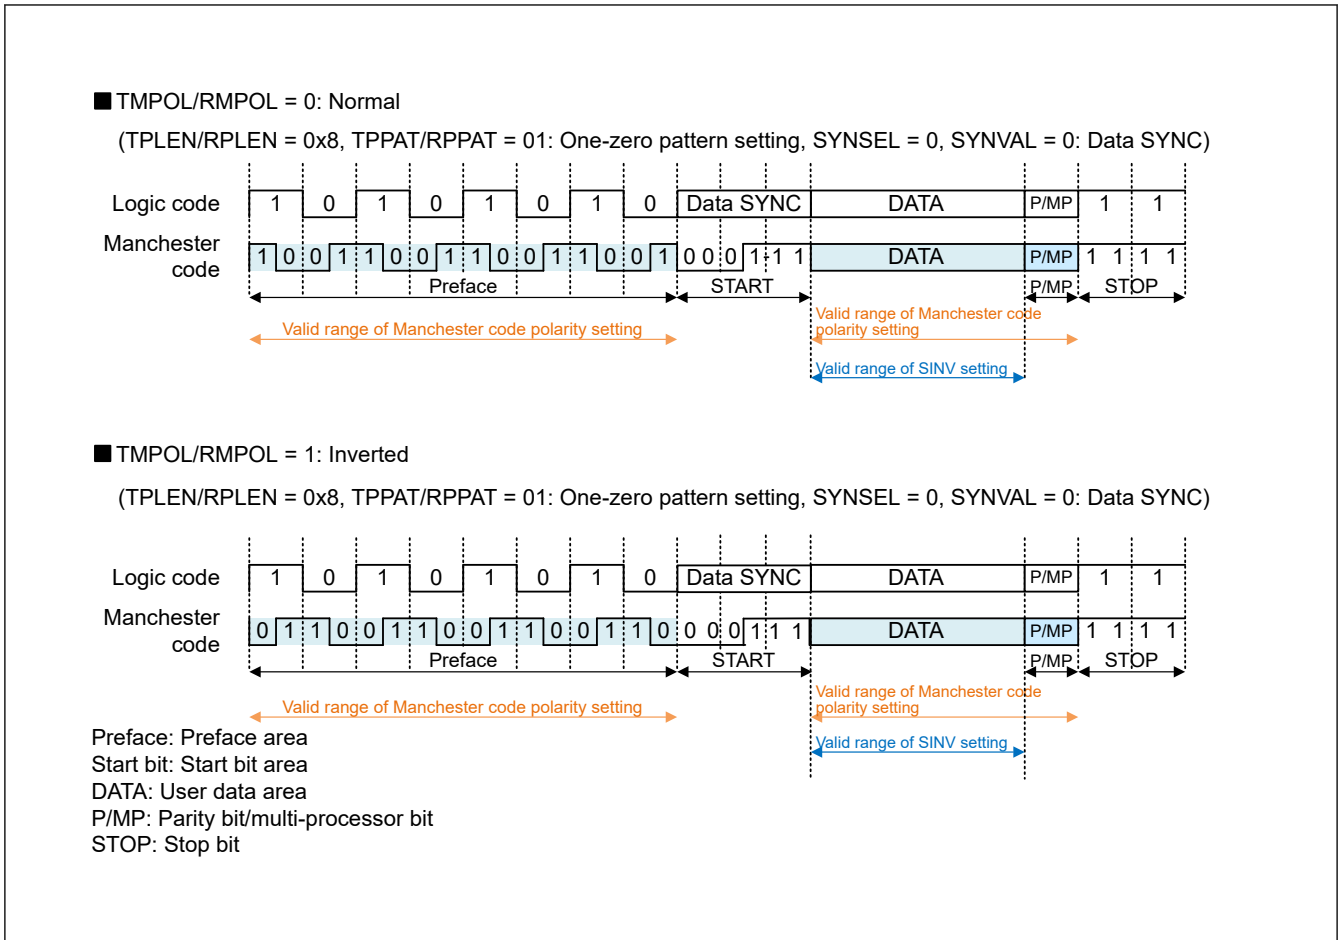 ■ TMPOL/RMPOL = 0: Normal
(TPLEN/RPLEN = 0x8, TPPAT/RPPAT = 01: One-zero pattern setting, SYNSEL = 0, SYNVAL = 0: Data SYNC)
Logic code 1 0 1 0 1 0 1 0 Data SYNC DATA P/MP 1 1
Manchester code 1 0 0 1 1 0 0 1 1 0 0 1 1 0 0 1 0 0 0 1 1 1 DATA P/MP 1 1 1 1
Preface START P/MP STOP
Valid range of Manchester code polarity setting
Valid range of Manchester code
polarity setting
Valid range of SINV setting
■ TMPOL/RMPOL = 1: Inverted
(TPLEN/RPLEN = 0x8, TPPAT/RPPAT = 01: One-zero pattern setting, SYNSEL = 0, SYNVAL = 0: Data SYNC)
Logic code 1 0 1 0 1 0 1 0 Data SYNC DATA P/MP 1 1
Manchester code 0 1 1 0 0 1 1 0 0 1 1 0 0 1 1 0 0 0 0 1 1 1 DATA P/MP 1 1 1 1
Preface START P/MP STOP
Valid range of Manchester code polarity setting
Valid range of Manchester code
polarity setting
Valid range of SINV setting
Preface: Preface area
Start bit: Start bit area
DATA: User data area
P/MP: Parity bit/multi-processor bit
STOP: Stop bit